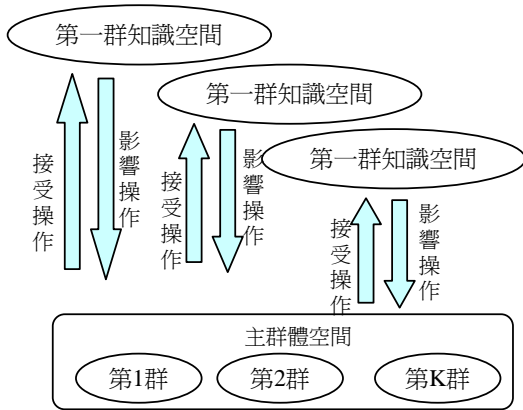 第一群知識空間
第一群知識空間
第一群知識空間
接受操作
影響操作
接受操作
影響操作
接受操作
影響操作
主群體空間
第1群
第2群
第K群